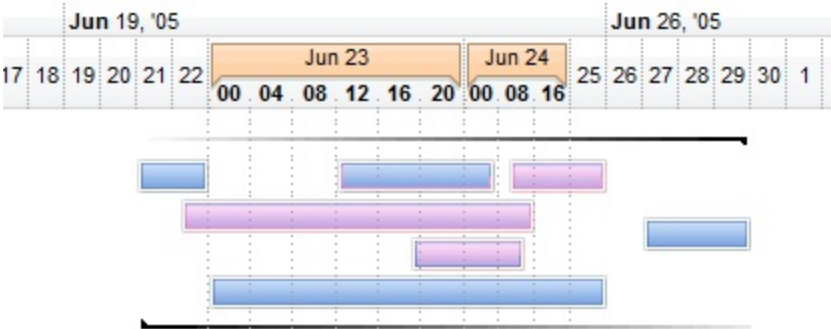 Jun 19, '05 Jun 26, '05
17 18 19 20 21 22 Jun 23 Jun 24 25 26 27 28 29 30 1
00 04 08 12 16 20 00 08 16